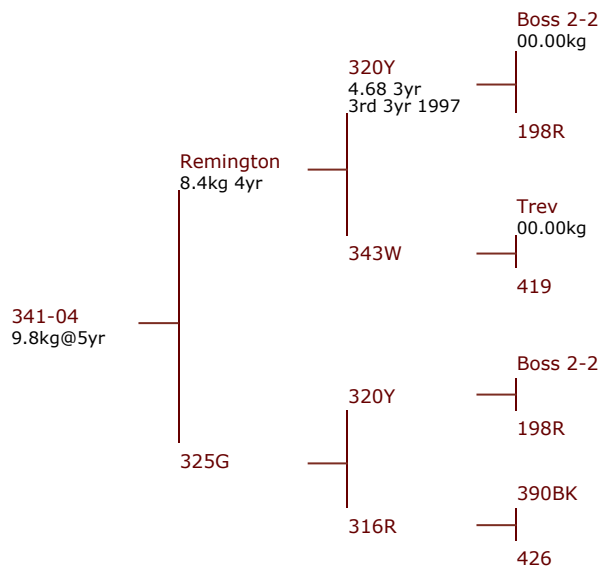 Boss 2-2
00.00kg
320Y
4.68 3yr
3rd 3yr 1997
198R
Remington
8.4kg 4yr
Trev
00.00kg
343W
419
341-04
9.8kg@5yr
Boss 2-2
320Y
198R
325G
390BK
316R
426